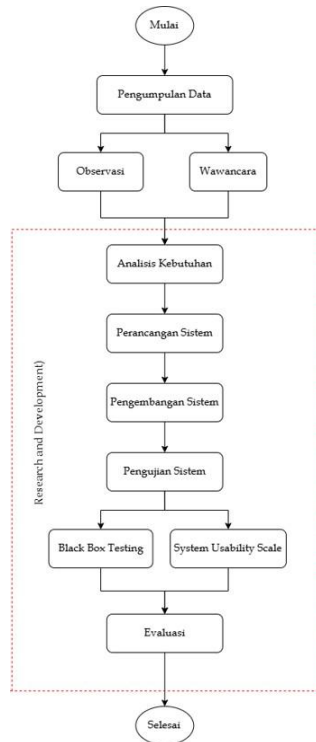 Mulai
Pengumpulan Data
Observasi
Wawancara
Analisis Kebutuhan
Perancangan Sistem
Research and Development)
Pengembangan Sistem
Pengujian Sistem
Black Box Testing
System Usability Scale
Evaluasi
Selesai